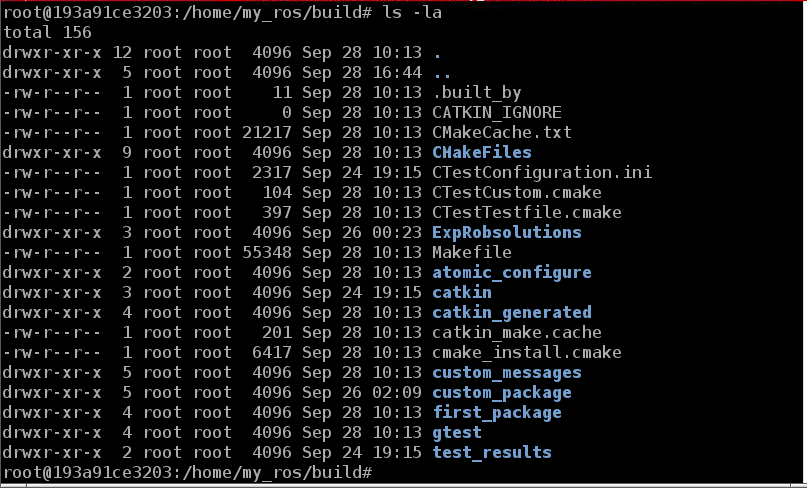 root@193a91ce3203:/home/my_ros/build# ls -la
total 156
drwxr-xr-x 12 root root  4096 Sep 28 10:13 .
drwxr-xr-x  5 root root  4096 Sep 28 16:44 ..
-rw-r--r--  1 root root    11 Sep 28 10:13 .built_by
-rw-r--r--  1 root root     0 Sep 28 10:13 CATKIN_IGNORE
-rw-r--r--  1 root root 21217 Sep 28 10:13 CMakeCache.txt
drwxr-xr-x  9 root root  4096 Sep 28 10:13 CMakeFiles
-rw-r--r--  1 root root  2317 Sep 24 19:15 CTestConfiguration.ini
-rw-r--r--  1 root root   104 Sep 28 10:13 CTestCustom.cmake
-rw-r--r--  1 root root   397 Sep 28 10:13 CTestTestfile.cmake
drwxr-xr-x  3 root root  4096 Sep 26 00:23 ExpRobsolutions
-rw-r--r--  1 root root 55348 Sep 28 10:13 Makefile
drwxr-xr-x  2 root root  4096 Sep 28 10:13 atomic_configure
drwxr-xr-x  3 root root  4096 Sep 24 19:15 catkin
drwxr-xr-x  4 root root  4096 Sep 28 10:13 catkin_generated
-rw-r--r--  1 root root   201 Sep 28 10:13 catkin_make.cache
-rw-r--r--  1 root root  6417 Sep 28 10:13 cmake_install.cmake
drwxr-xr-x  5 root root  4096 Sep 28 10:13 custom_messages
drwxr-xr-x  5 root root  4096 Sep 26 02:09 custom_package
drwxr-xr-x  4 root root  4096 Sep 28 10:13 first_package
drwxr-xr-x  4 root root  4096 Sep 28 10:13 gtest
drwxr-xr-x  2 root root  4096 Sep 24 19:15 test_results
root@193a91ce3203:/home/my_ros/build#